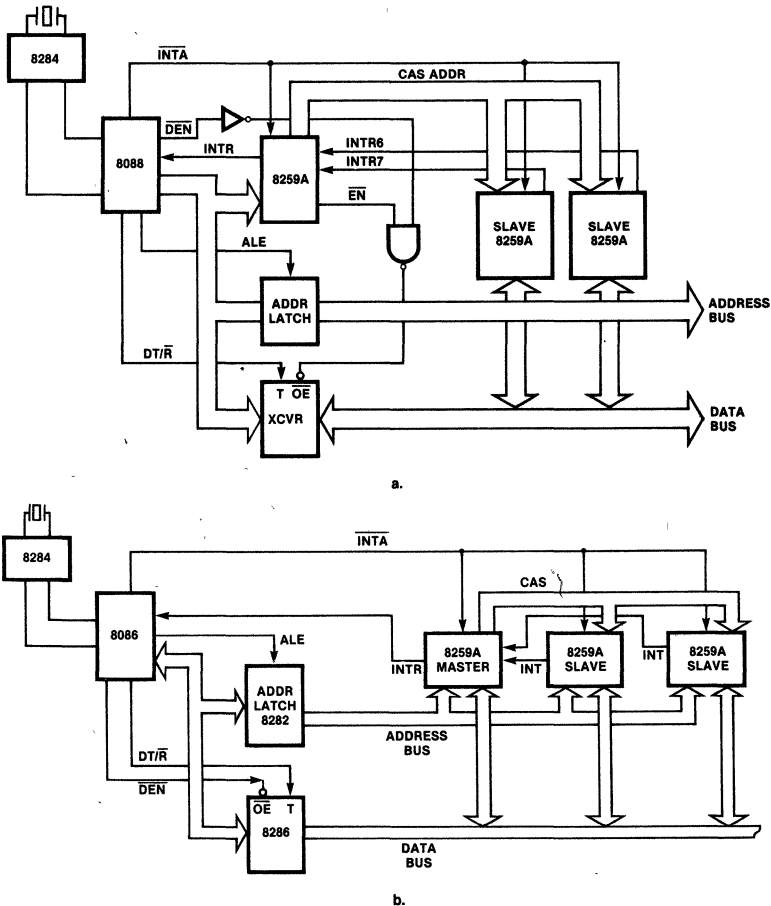 8284
INTA
CAS ADDR
DEN
8088
INTR
8259A
INTR6
INTR7
EN
SLAVE
8259A
SLAVE
8259A
ALE
ADDR
LATCH
ADDRESS
BUS
DT/R
T OE
XCVR
DATA
BUS
a.
8284
INTA
CAS
8086
ALE
INTR
8259A
MASTER
INT
8259A
SLAVE
INT
8259A
SLAVE
ADDR
LATCH
8282
ADDRESS
BUS
DT/R
DEN
OE T
8286
DATA
BUS
b.